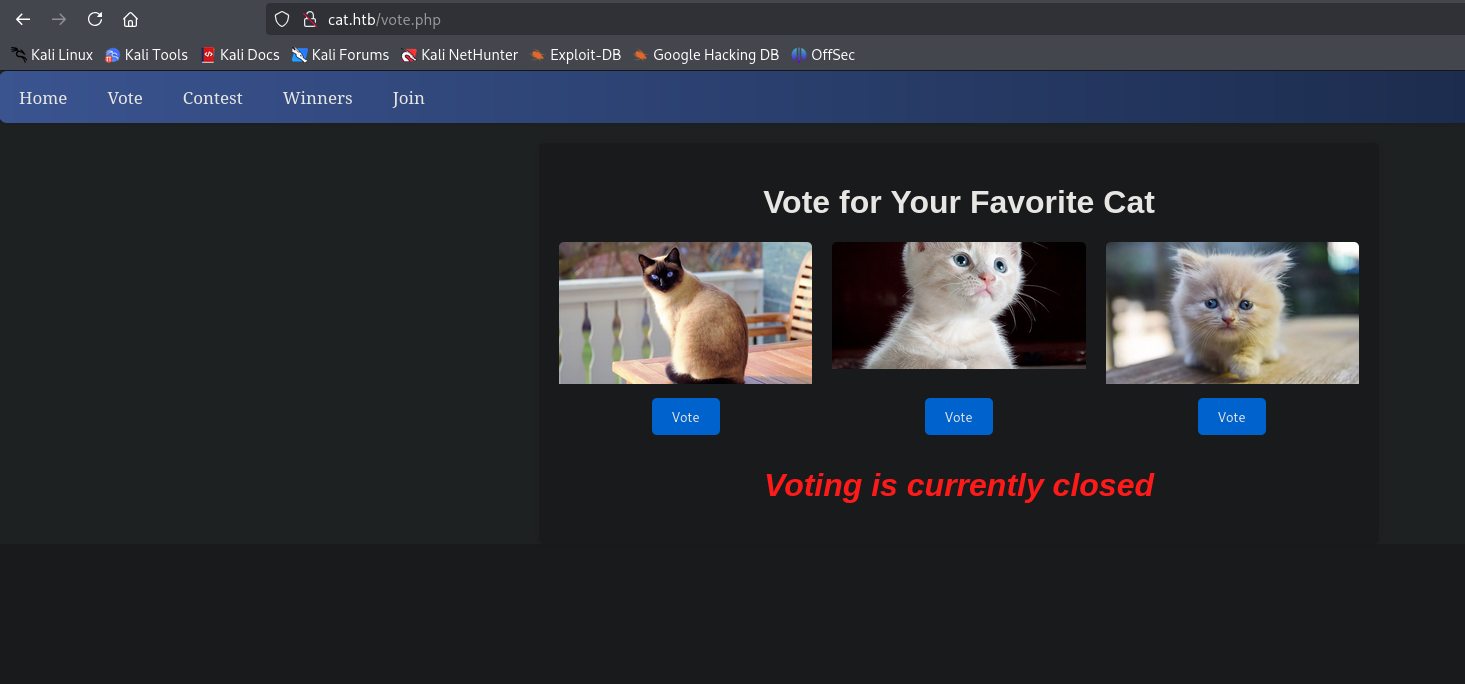 cat.htb/vote.php
Kali Linux Kali Tools Kali Docs Kali Forums Kali NetHunter Exploit-DB Google Hacking DB OffSec
Home Vote Contest Winners Join
Vote for Your Favorite Cat
Vote Vote Vote
Voting is currently closed